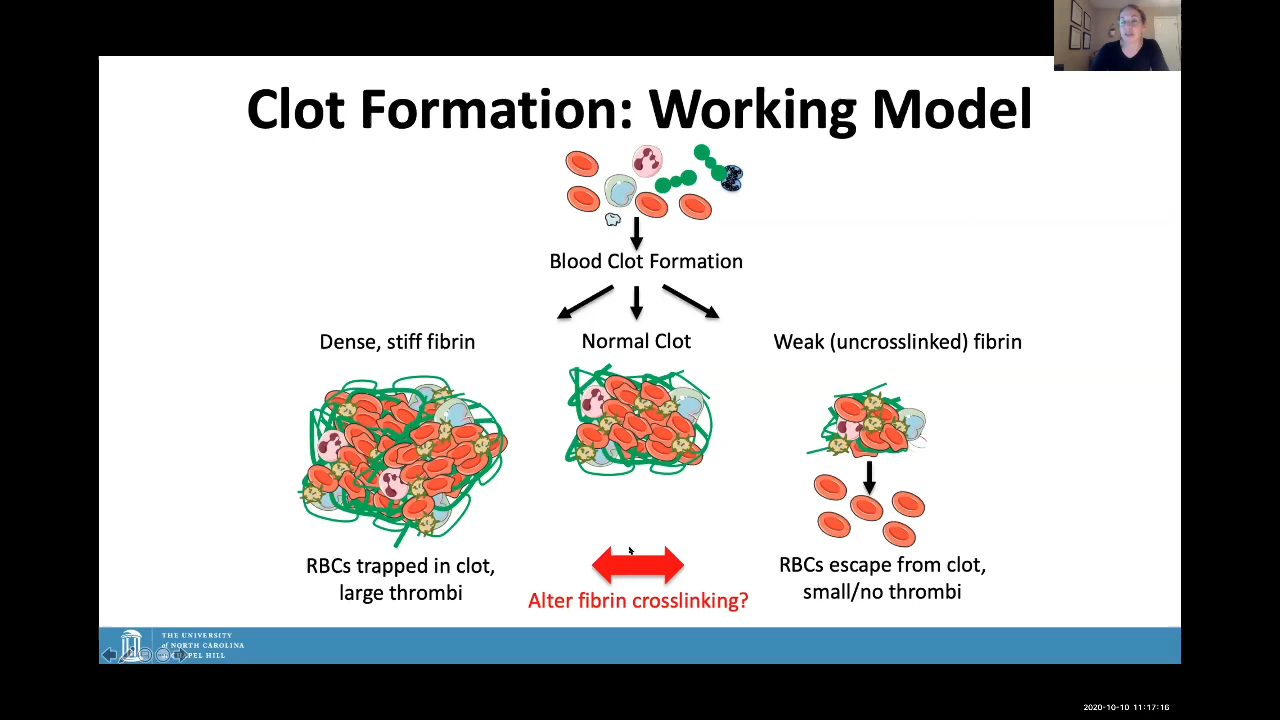 Clot Formation: Working Model
Blood Clot Formation
Dense, stiff fibrin
Normal Clot
Weak (uncrosslinked) fibrin
RBCs trapped in clot,
large thrombi
Alter fibrin crosslinking?
RBCs escape from clot,
small/no thrombi
THE UNIVERSITY
of NORTH CAROLINA
2020-10-10 11:17:16